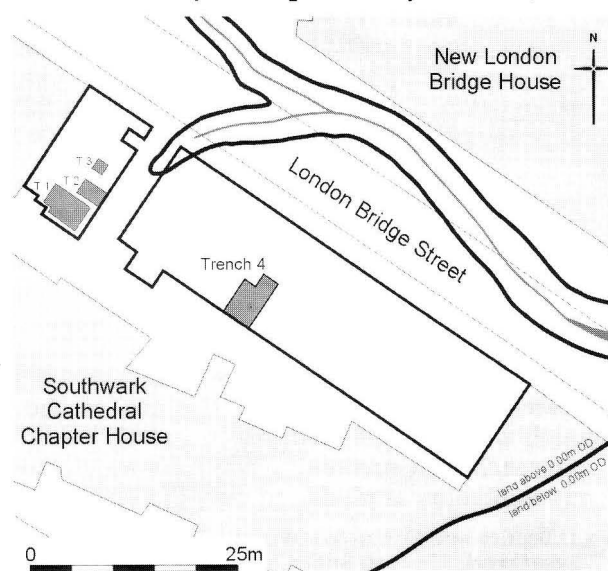 New London
Bridge House
N
T 3
T 2
T 1
London Bridge Street
Trench 4
Southwark
Cathedral
Chapter House
land above 0.00m OD
land below 0.00m OD
0
25m